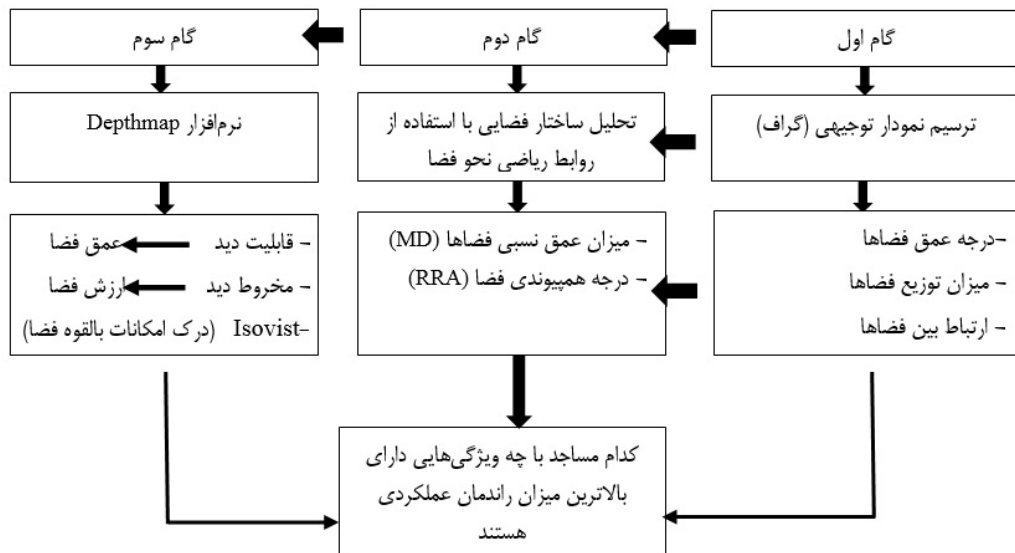 گام اول
گام دوم
گام سوم
ترسیم نمودار توجیهی (گراف)
تحلیل ساختار فضایی با استفاده از
روابط ریاضی نحو فضا
نرم‌افزار Depthmap
-درجه عمق فضاها
- میزان توزیع فضاها
- ارتباط بین فضاها
- میزان عمق نسبی فضاها (MD)
- درجه همپیوندی فضا (RRA)
- قابلیت دید عمق فضا
- مخروط دید ارزش فضا
-Isovist (درک امکانات بالقوه فضا)
کدام مساجد با چه ویژگی‌هایی دارای
بالاترین میزان راندمان عملکردی
هستند